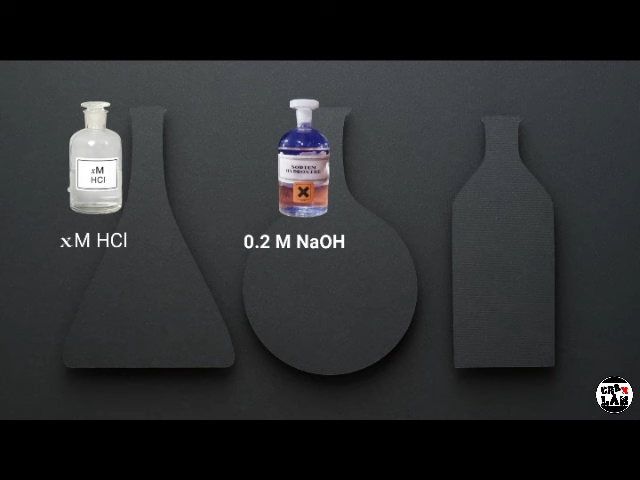 xM
HCl
SODIUM
HYDROXIDE
xM HCl
0.2 M NaOH